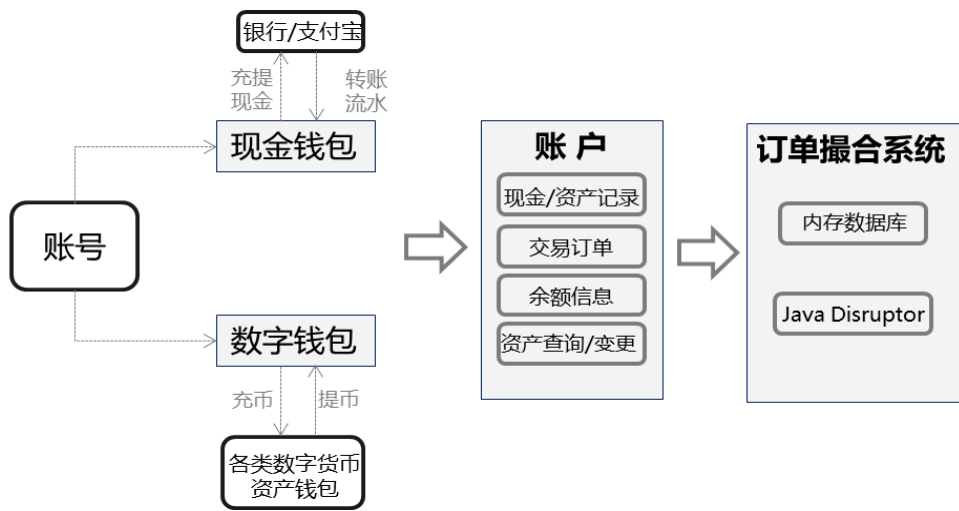 银行/支付宝
充提
现金
转账
流水
现金钱包
账号
数字钱包
充币
提币
各类数字货币
资产钱包
账 户
现金/资产记录
交易订单
余额信息
资产查询/变更
订单撮合系统
内存数据库
Java Disruptor